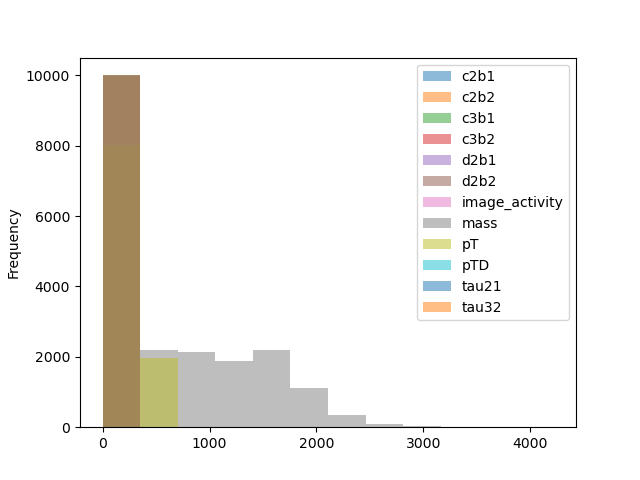 10000
8000
6000
4000
2000
0
Frequency
0
1000
2000
3000
4000
c2b1
c2b2
c3b1
c3b2
d2b1
d2b2
image_activity
mass
pT
pTD
tau21
tau32